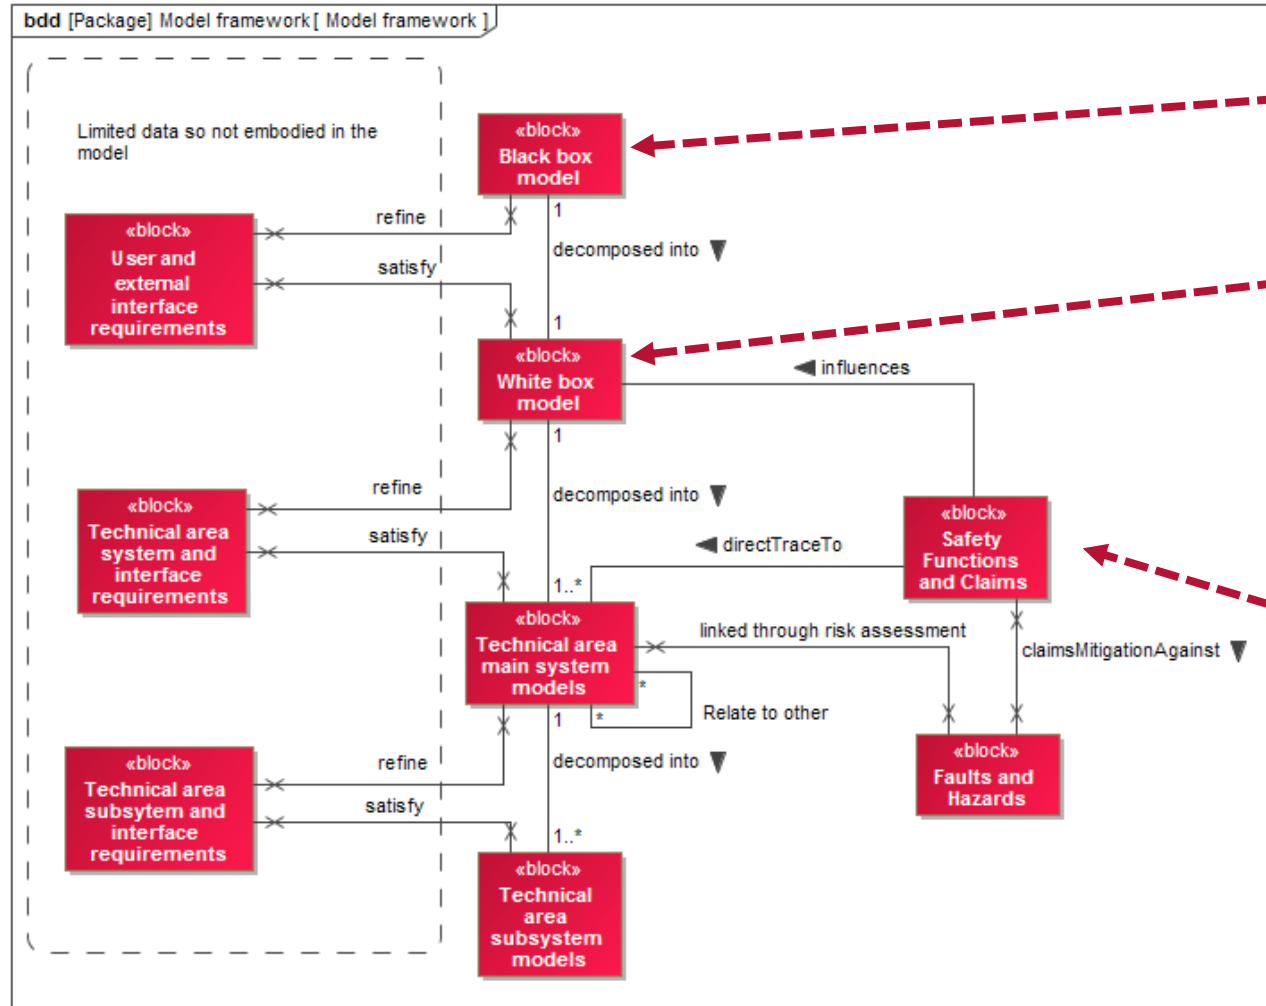 bdd [Package] Model framework[ Model framework ]
Limited data so not embodied in the
model
«block»
Black box
model
1
refine
decomposed into
«block»
User and
external
interface
requirements
satisfy
1
«block»
White box
model
influences
1
refine
decomposed into
«block»
Technical area
system and
interface
requirements
satisfy
directTraceTo
«block»
Safety
Functions
and Claims
1..*
«block»
Technical area
main system
models
linked through risk assessment
claimsMitigationAgainst
*
*
Relate to other
1
refine
decomposed into
«block»
Technical area
subsytem and
interface
requirements
satisfy
«block»
Faults and
Hazards
1..*
«block»
Technical
area
subsystem
models